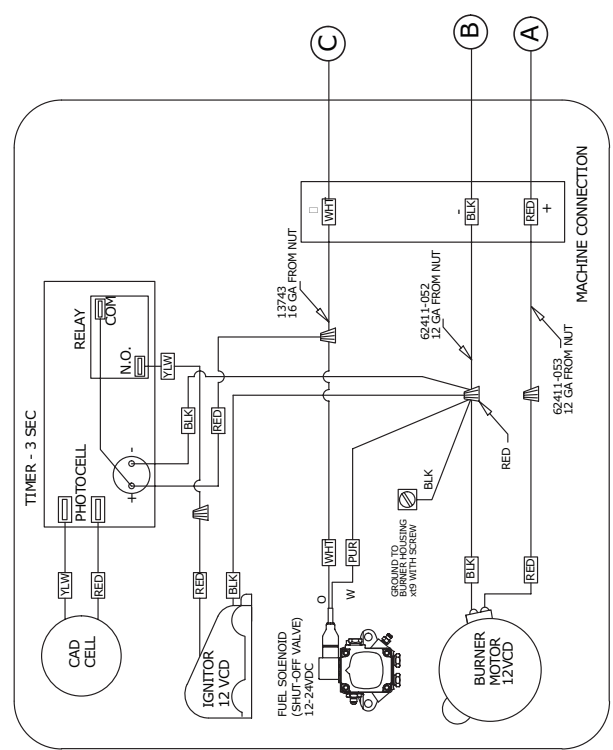 TIMER - 3 SEC
PHOTOCELL
RELAY
COM
N.O.
+
-
YLW
RED
CAD
CELL
YLW
BLK
RED
RED
BLK
IGNITOR
12 VCD
13743
16 GA FROM NUT
WHT
C
FUEL SOLENOID
(SHUT-OFF VALVE)
12-24VDC
O
W
WHT
PUR
62411-052
12 GA FROM NUT
-
BLK
B
GROUND TO
BURNER HOUSING
xt9 WITH SCREW
BLK
RED
BURNER
MOTOR
12VCD
BLK
RED
62411-053
12 GA FROM NUT
RED
+
A
MACHINE CONNECTION